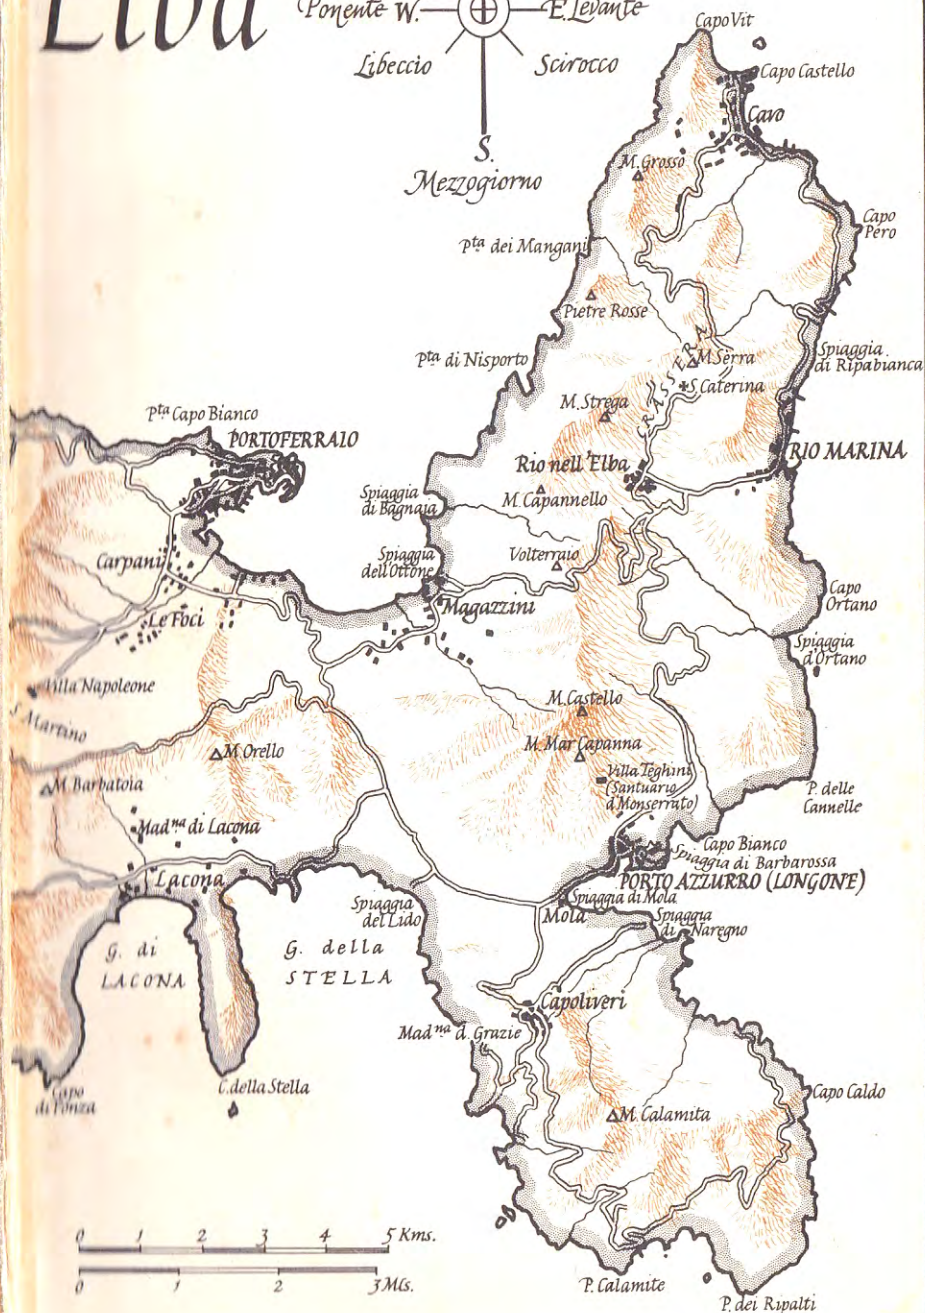 Elba
Ponente W.
E. Levante
Libeccio
Scirocco
S.
Mezzogiorno
Capo Vit
Capo Castello
Cavo
M. Grosso
Capo
Pero
Pta dei Mangani
Pietre Rosse
CRASSERA
M. Serra
S. Caterina
Spiaggia
di Ripabianca
Pta di Nisporto
M. Strega
Pta Capo Bianco
PORTOFERRAIO
Rio nell'Elba
RIO MARINA
Spiaggia
di Bagnaia
M. Capannello
Carpani
Spiaggia
dell'Ottone
Volterraio
Magazzini
Capo
Ortano
Le Foci
Spiaggia
d'Ortano
Villa Napoleone
S. Martino
M. Castello
M. Orello
M. Mar Capanna
M. Barbatoia
Villa Teghini
(Santuario
d. Monserrato)
P. delle
Cannelle
Madna di Lacona
Capo Bianco
Spiaggia di Barbarossa
PORTO AZZURRO (LONGONE)
Lacona
Spiaggia
del Lido
Spiaggia di Mola
Mola
Spiaggia
di Naregno
G. di
LACONA
G. della
STELLA
Capoliveri
Madna d. Grazie
Capo
di Fonza
C. della Stella
M. Calamita
Capo Caldo
0 1 2 3 4 5 Kms.
0 1 2 3 Mls.
P. Calamite
P. dei Ripalti